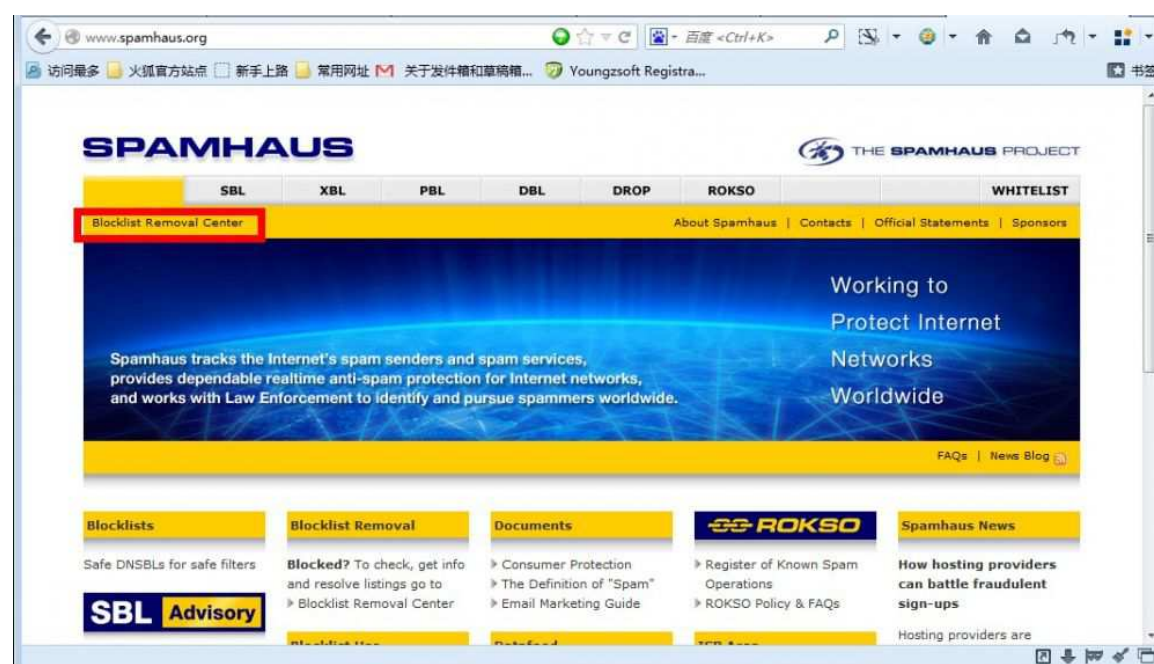 www.spamhaus.org
百度 <Ctrl+K>
访问最多 火狐官方站点 新手上路 常用网址 关于发件箱和草稿箱... Youngzsoft Registra...
书签
SPAMHAUS
THE SPAMHAUS PROJECT
SBL XBL PBL DBL DROP ROKSO WHITELIST
Blocklist Removal Center
About Spamhaus | Contacts | Official Statements | Sponsors
Working to
Protect Internet
Networks
Worldwide
Spamhaus tracks the Internet's spam senders and spam services,
provides dependable realtime anti-spam protection for Internet networks,
and works with Law Enforcement to identify and pursue spammers worldwide.
FAQs | News Blog
Blocklists
Safe DNSBLs for safe filters
SBL Advisory
Blocklist Removal
Blocked? To check, get info
and resolve listings go to
Blocklist Removal Center
Documents
Consumer Protection
The Definition of "Spam"
Email Marketing Guide
ROKSO
Register of Known Spam
Operations
ROKSO Policy & FAQs
Spamhaus News
How hosting providers
can battle fraudulent
sign-ups
Hosting providers are